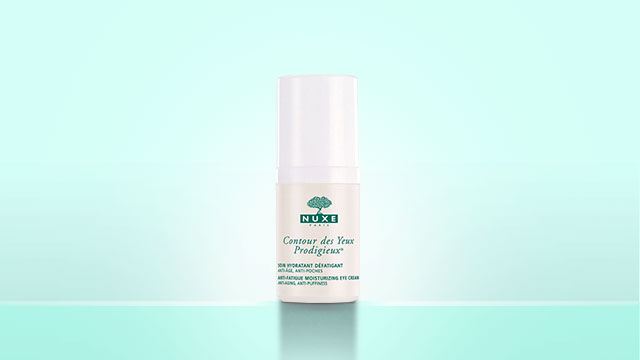 NUXE
PARIS
Contour des Yeux
Prodigieux®
SOIN HYDRATANT DÉFATIGANT
ANTI-ÂGE, ANTI-POCHES
ANTI-FATIGUE MOISTURIZING EYE CREAM
ANTI-AGING, ANTI-PUFFINESS